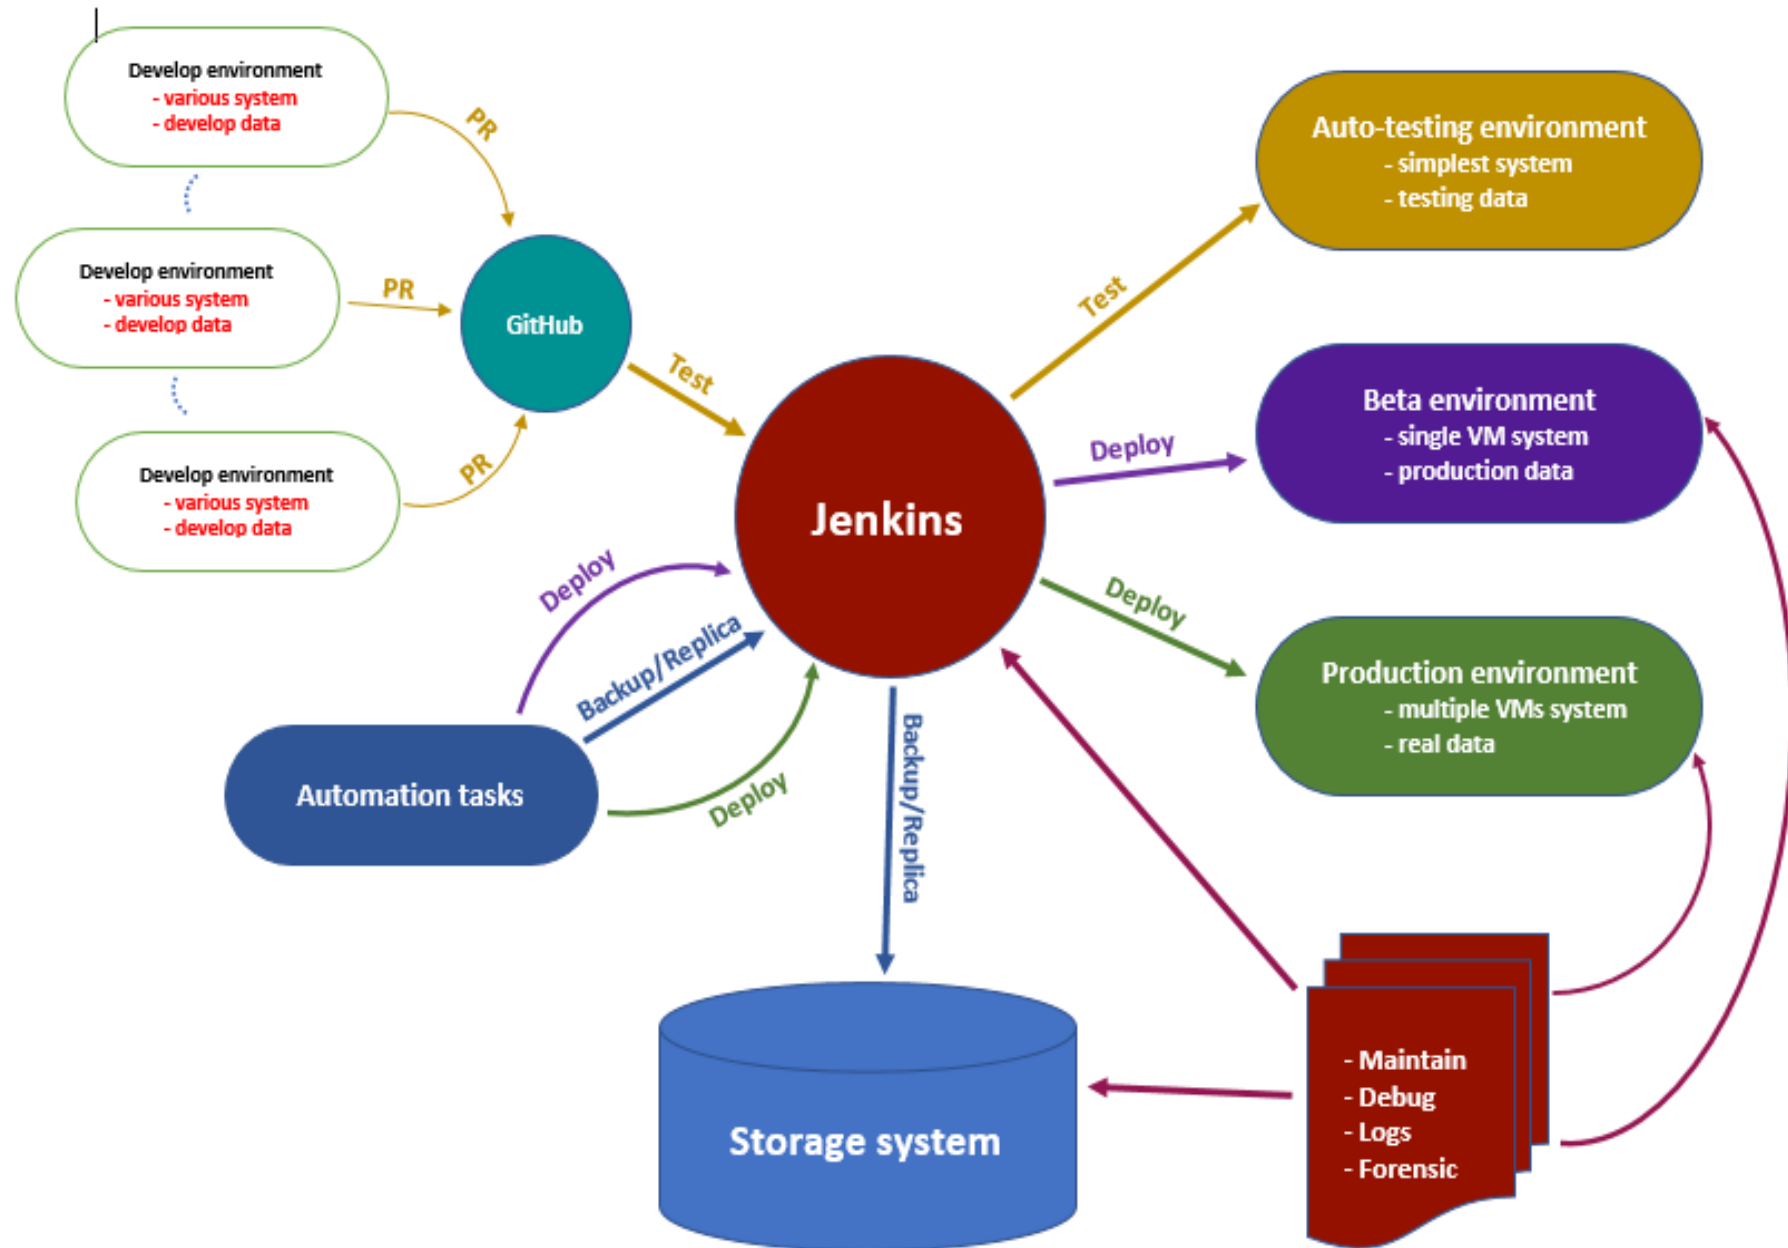 Develop environment
- various system
- develop data
PR
Develop environment
- various system
- develop data
PR
Develop environment
- various system
- develop data
PR
GitHub
Test
Jenkins
Test
Auto-testing environment
- simplest system
- testing data
Deploy
Beta environment
- single VM system
- production data
Deploy
Production environment
- multiple VMs system
- real data
Deploy
Backup/Replica
Deploy
Automation tasks
Backup/Replica
Storage system
- Maintain
- Debug
- Logs
- Forensic